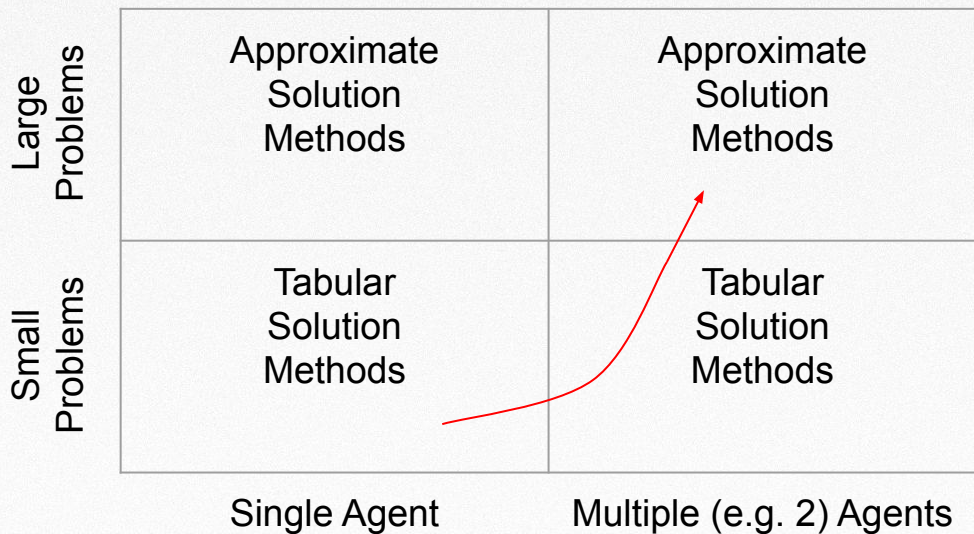 Large
Problems
Approximate
Solution
Methods
Approximate
Solution
Methods
Small
Problems
Tabular
Solution
Methods
Tabular
Solution
Methods
Single Agent
Multiple (e.g. 2) Agents